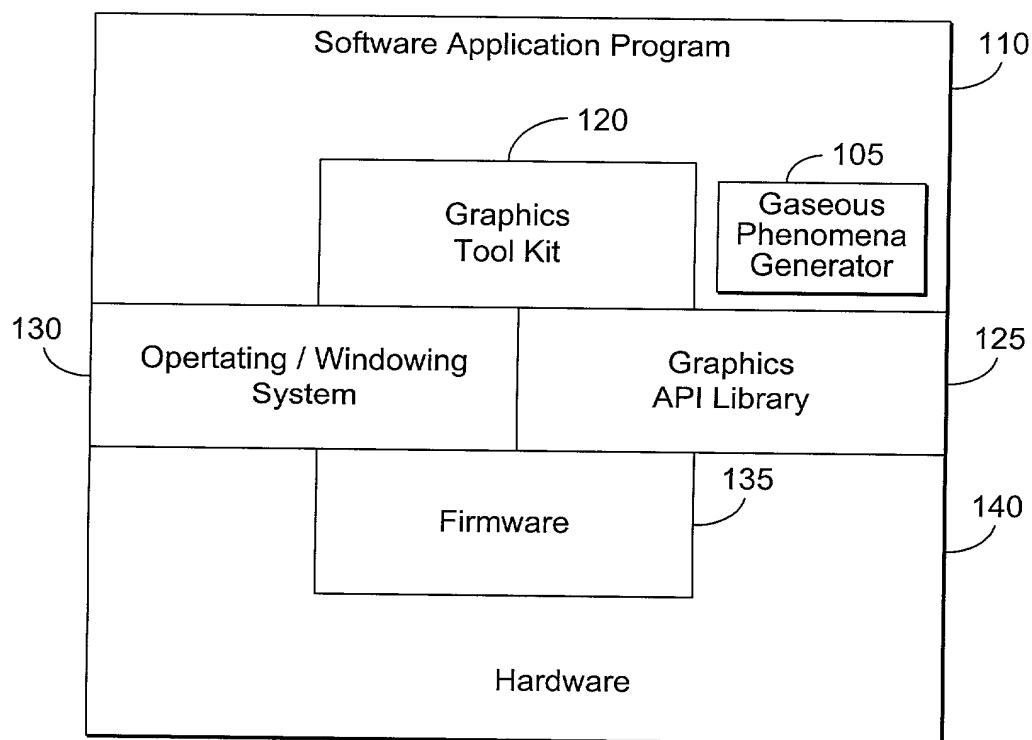 Software Application Program
110
120
105
Graphics
Tool Kit
Gaseous
Phenomena
Generator
130
Opertating / Windowing
System
Graphics
API Library
125
Firmware
135
140
Hardware